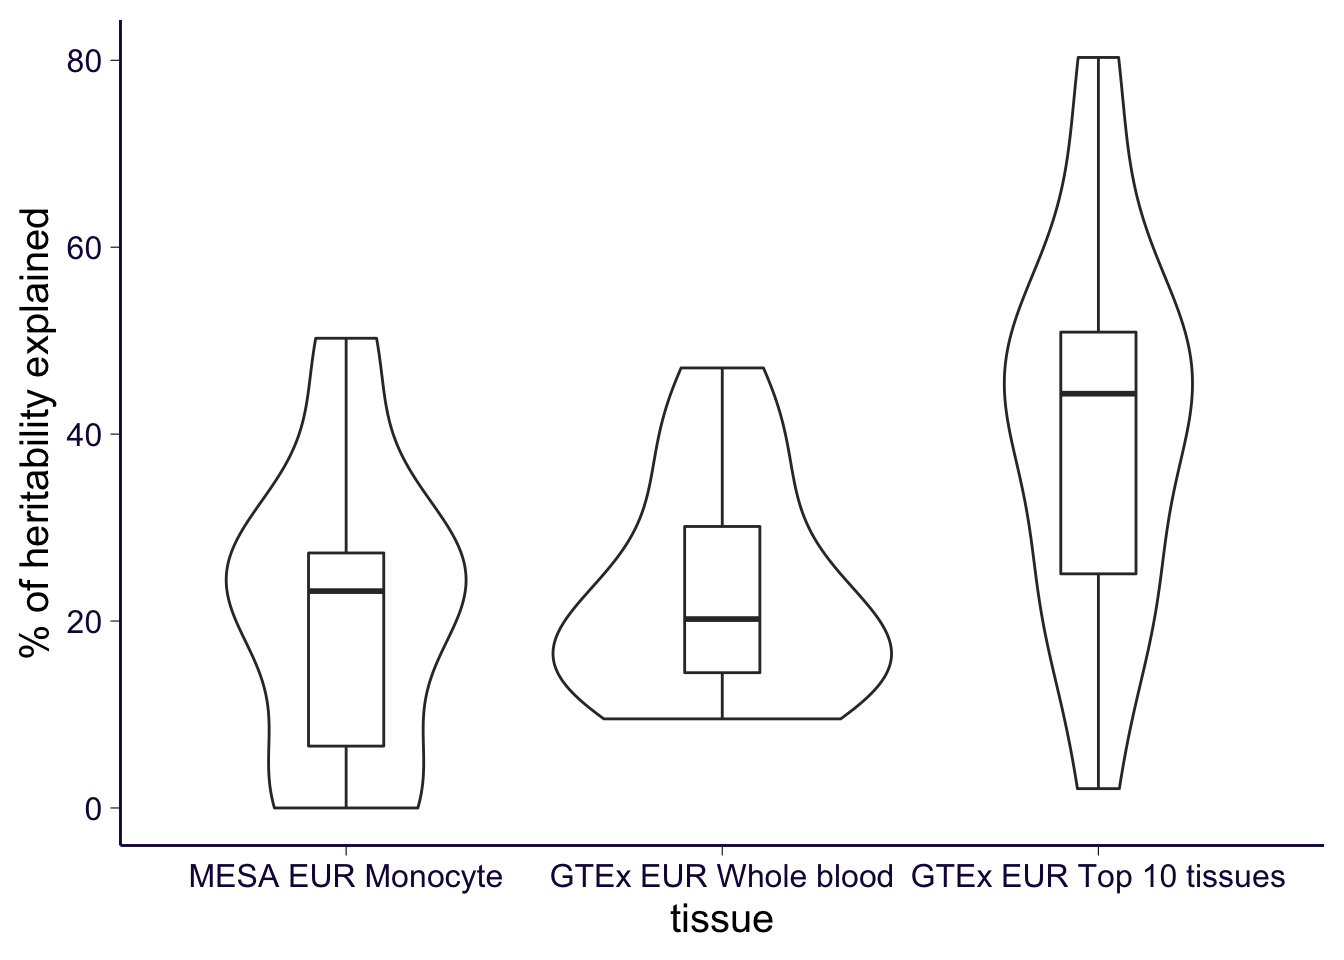 % of heritability explained
80
60
40
20
0
MESA EUR Monocyte
GTEx EUR Whole blood
GTEx EUR Top 10 tissues
tissue